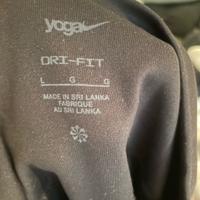 yoga
DRI-FIT
L G G
MADE IN SRI LANKA
FABRIQUÉ
AU SRI LANKA